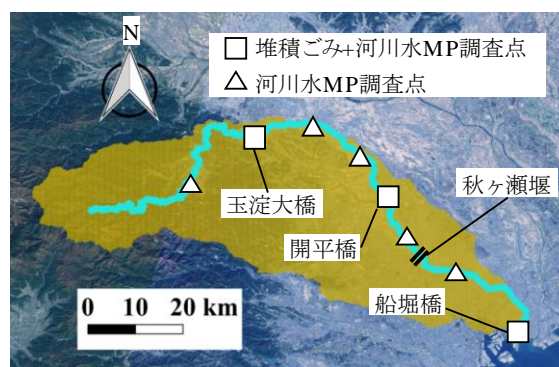 N
堆積ごみ+河川水MP調査点
河川水MP調査点
秋ヶ瀬堰
玉淀大橋
開平橋
船堀橋
0 10 20 km